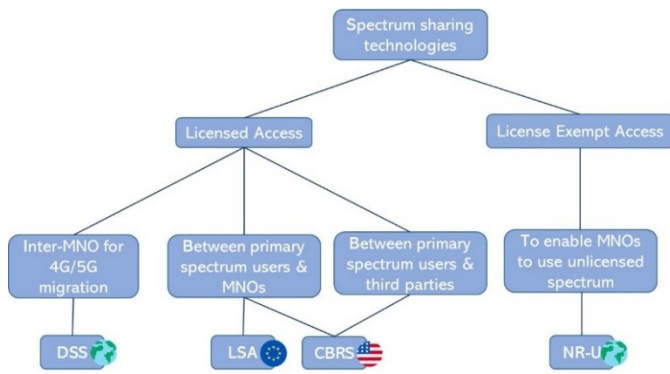 Spectrum sharing
technologies
Licensed Access
License Exempt Access
Inter-MNO for
4G/5G
migration
Between primary
spectrum users &
MNOs
Between primary
spectrum users &
third parties
To enable MNOs
to use unlicensed
spectrum
DSS
LSA
CBRS
NR-U